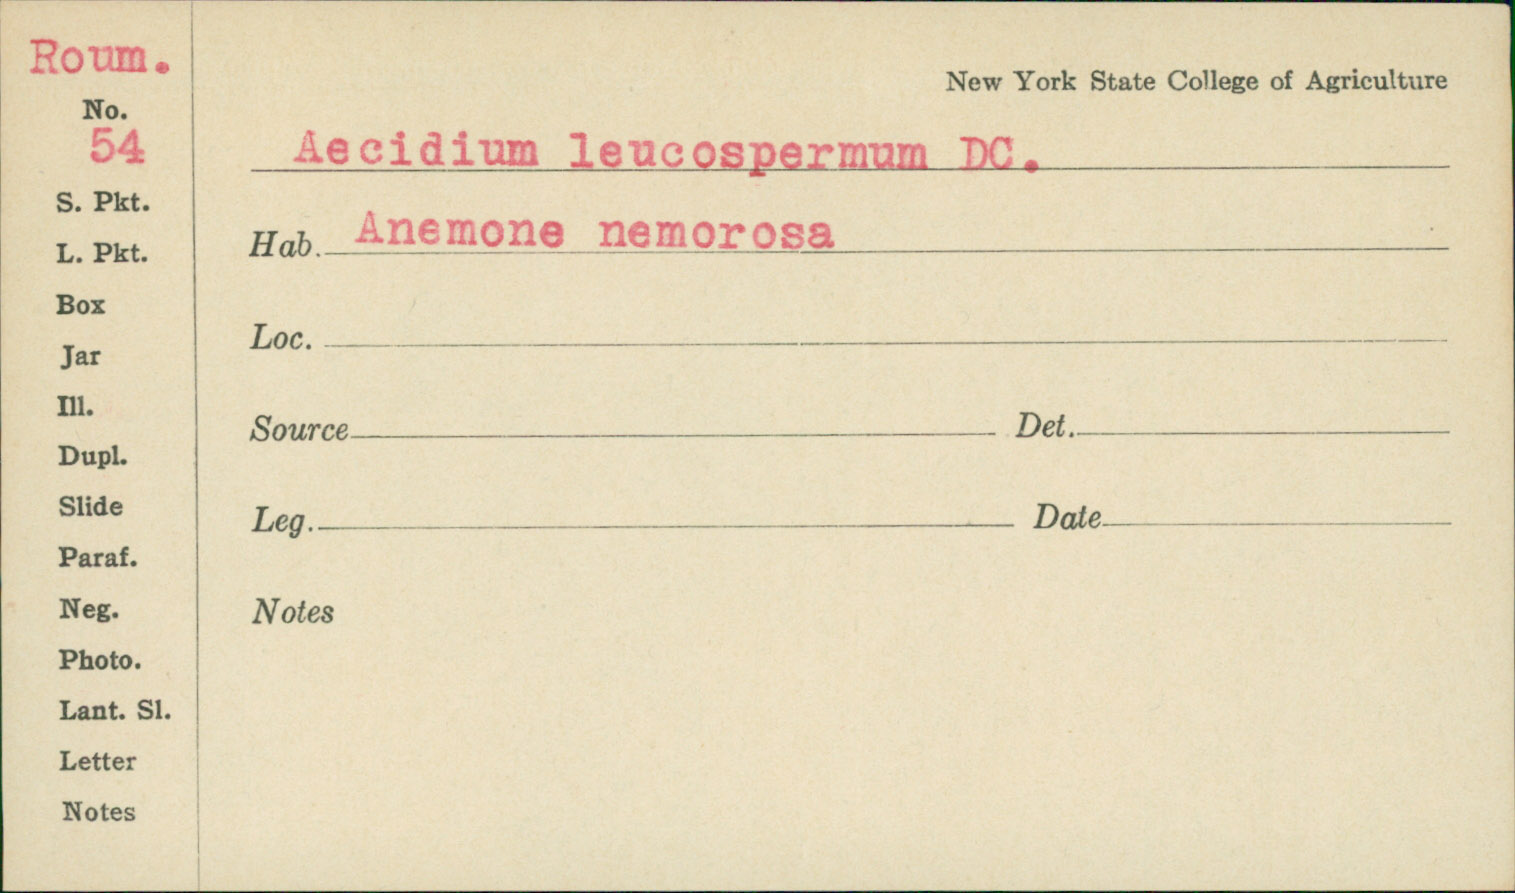 Roum.
No.
54
S. Pkt.
L. Pkt.
Box
Jar
Ill.
Dupl.
Slide
Paraf.
Neg.
Photo.
Lant. Sl.
Letter
Notes
New York State College of Agriculture
Aecidium leucospermum DC.
Hab. Anemone nemorosa
Loc.
Source Det.
Leg. Date
Notes